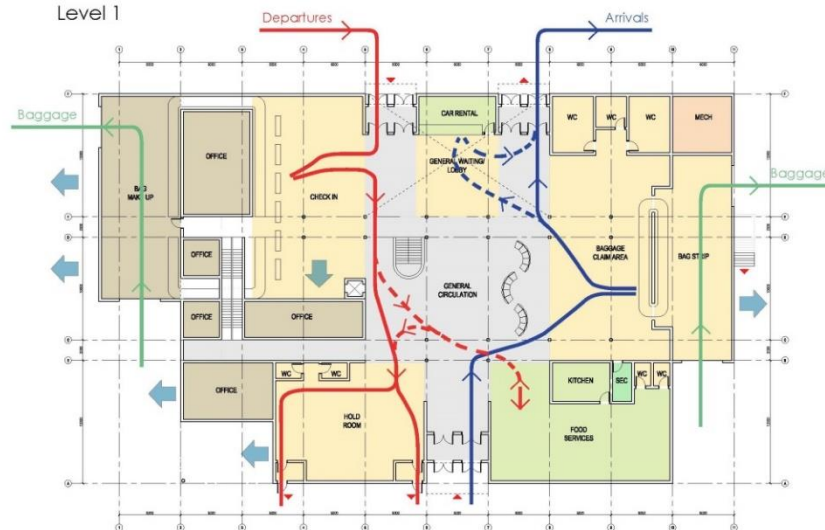 Level 1
Departures
Arrivals
Baggage
CAR RENTAL
WC
WC
WC
MECH
OFFICE
GENERAL WAITING/
LOBBY
Baggage
BAG
MAKE-UP
CHECK IN
OFFICE
BAGGAGE
CLAIM AREA
BAG STRIP
GENERAL
CIRCULATION
OFFICE
OFFICE
WC
WC
OFFICE
KITCHEN
SEC
WC
WC
HOLD
ROOM
FOOD
SERVICES